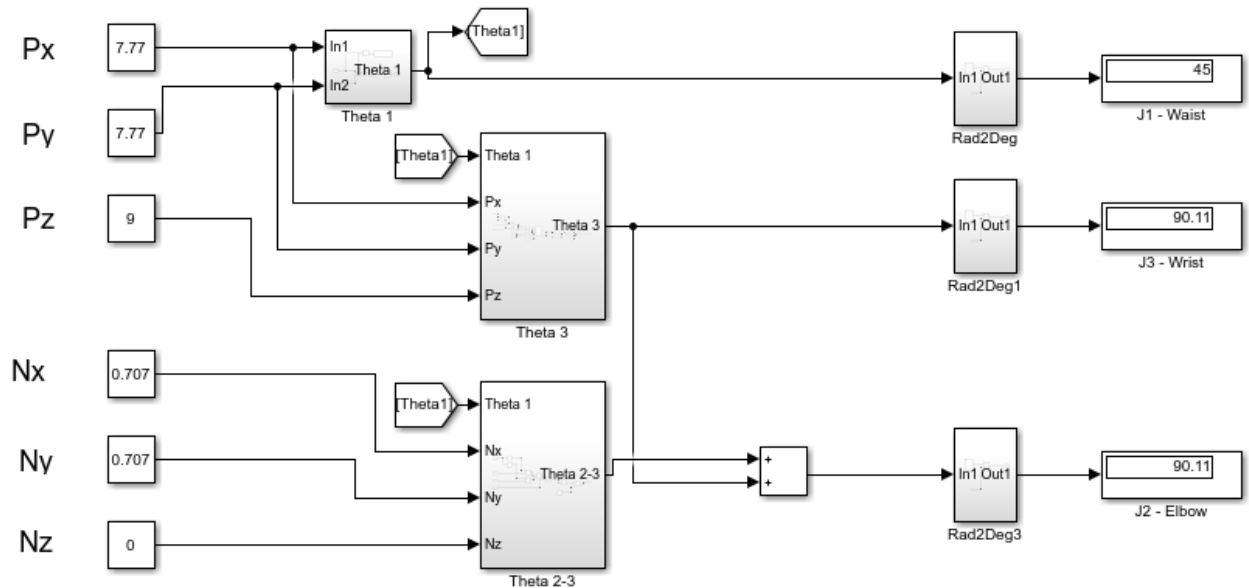 Px
7.77
In1
In2
Theta 1
Theta 1
[Theta1]
In1 Out1
Rad2Deg
45
J1 - Waist
Py
7.77
[Theta1]
Theta 1
Px
Py
Pz
Theta 3
Theta 3
In1 Out1
Rad2Deg1
90.11
J3 - Wrist
Pz
9
Nx
0.707
[Theta1]
Theta 1
Nx
Ny
Nz
Theta 2-3
Theta 2-3
+
+
In1 Out1
Rad2Deg3
90.11
J2 - Elbow
Ny
0.707
Nz
0